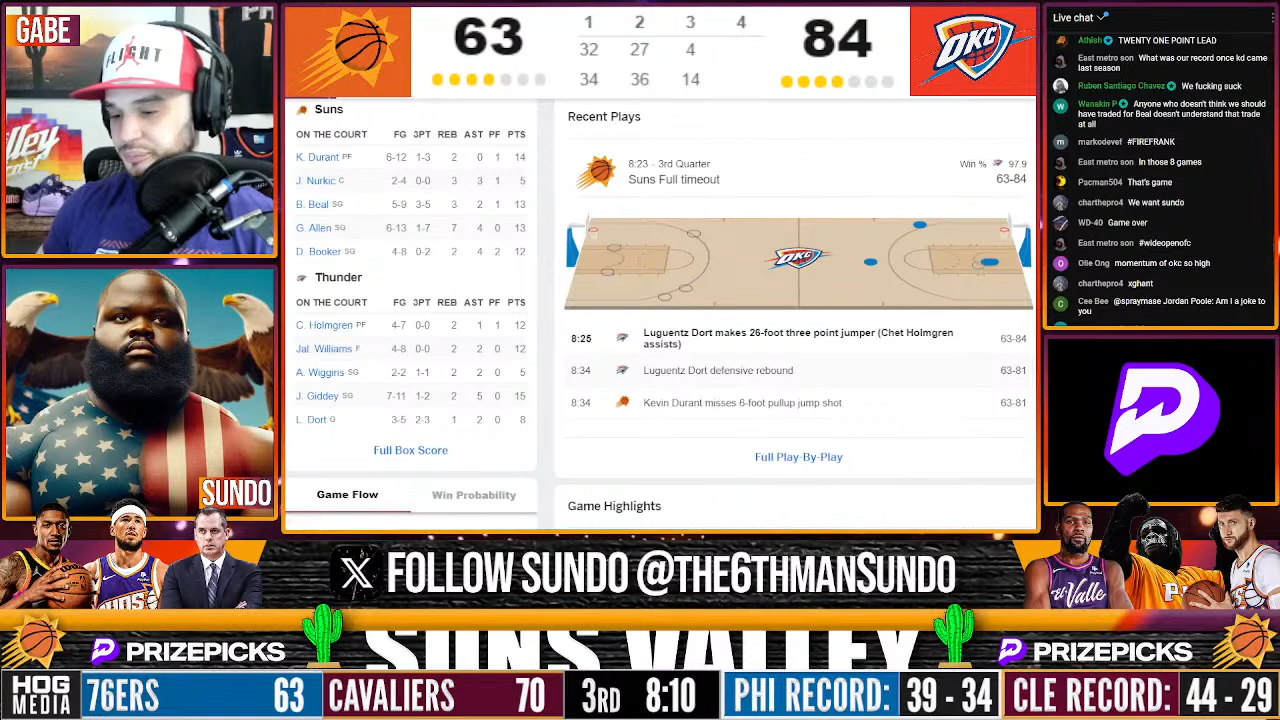 GABE
FLIGHT
63
1 2 3 4
32 27 4
34 36 14
84
OKC
Live chat
Athish TWENTY ONE POINT LEAD
East metro son What was our record once kd came
last season
Ruben Santiago Chavez We fucking suck
Wanakin P Anyone who doesn't think we should
have traded for Beal doesn't understand that trade
at all
markodevef #FIREFRANK
East metro son In those 8 games
Pacman504 That's game
charthepro4 We want sundo
WD-40 Game over
East metro son #wideopenofc
Olle Ong momentum of okc so high
charthepro4 xghant
Cee Bee @spraymase Jordan Poole: Am I a joke to
you
Suns
ON THE COURT FG 3PT REB AST PF PTS
K. Durant PF 6-12 1-3 2 0 1 14
J. Nurkic C 2-4 0-0 3 3 1 5
B. Beal SG 5-9 3-5 3 2 1 13
G. Allen SG 6-13 1-7 7 4 0 13
D. Booker SG 4-8 0-2 4 2 12
Thunder
ON THE COURT FG 3PT REB AST PF PTS
C. Holmgren PF 4-7 0-0 2 1 1 12
Jal. Williams F 4-8 0-0 2 2 0 12
A. Wiggins SG 2-2 1-1 2 2 0 5
J. Giddey SG 7-11 1-2 2 5 0 15
L. Dort G 3-5 2-3 1 2 0 8
Full Box Score
Game Flow Win Probability
Recent Plays
8:23 - 3rd Quarter
Suns Full timeout
Win % 97.9
63-84
OKC
8:25 Luguentz Dort makes 26-foot three point jumper (Chet Holmgren
assists) 63-84
8:34 Luguentz Dort defensive rebound 63-81
8:34 Kevin Durant misses 6-foot pullup jump shot 63-81
Full Play-By-Play
Game Highlights
SUNDO
FOLLOW SUNDO @THE6THMANSUNDO
PRIZEPICKS
SUNS VALLEY
PRIZEPICKS
HOG
MEDIA
76ERS 63 CAVALIERS 70 3RD 8:10 PHI RECORD: 39 - 34 CLE RECORD: 44 - 29